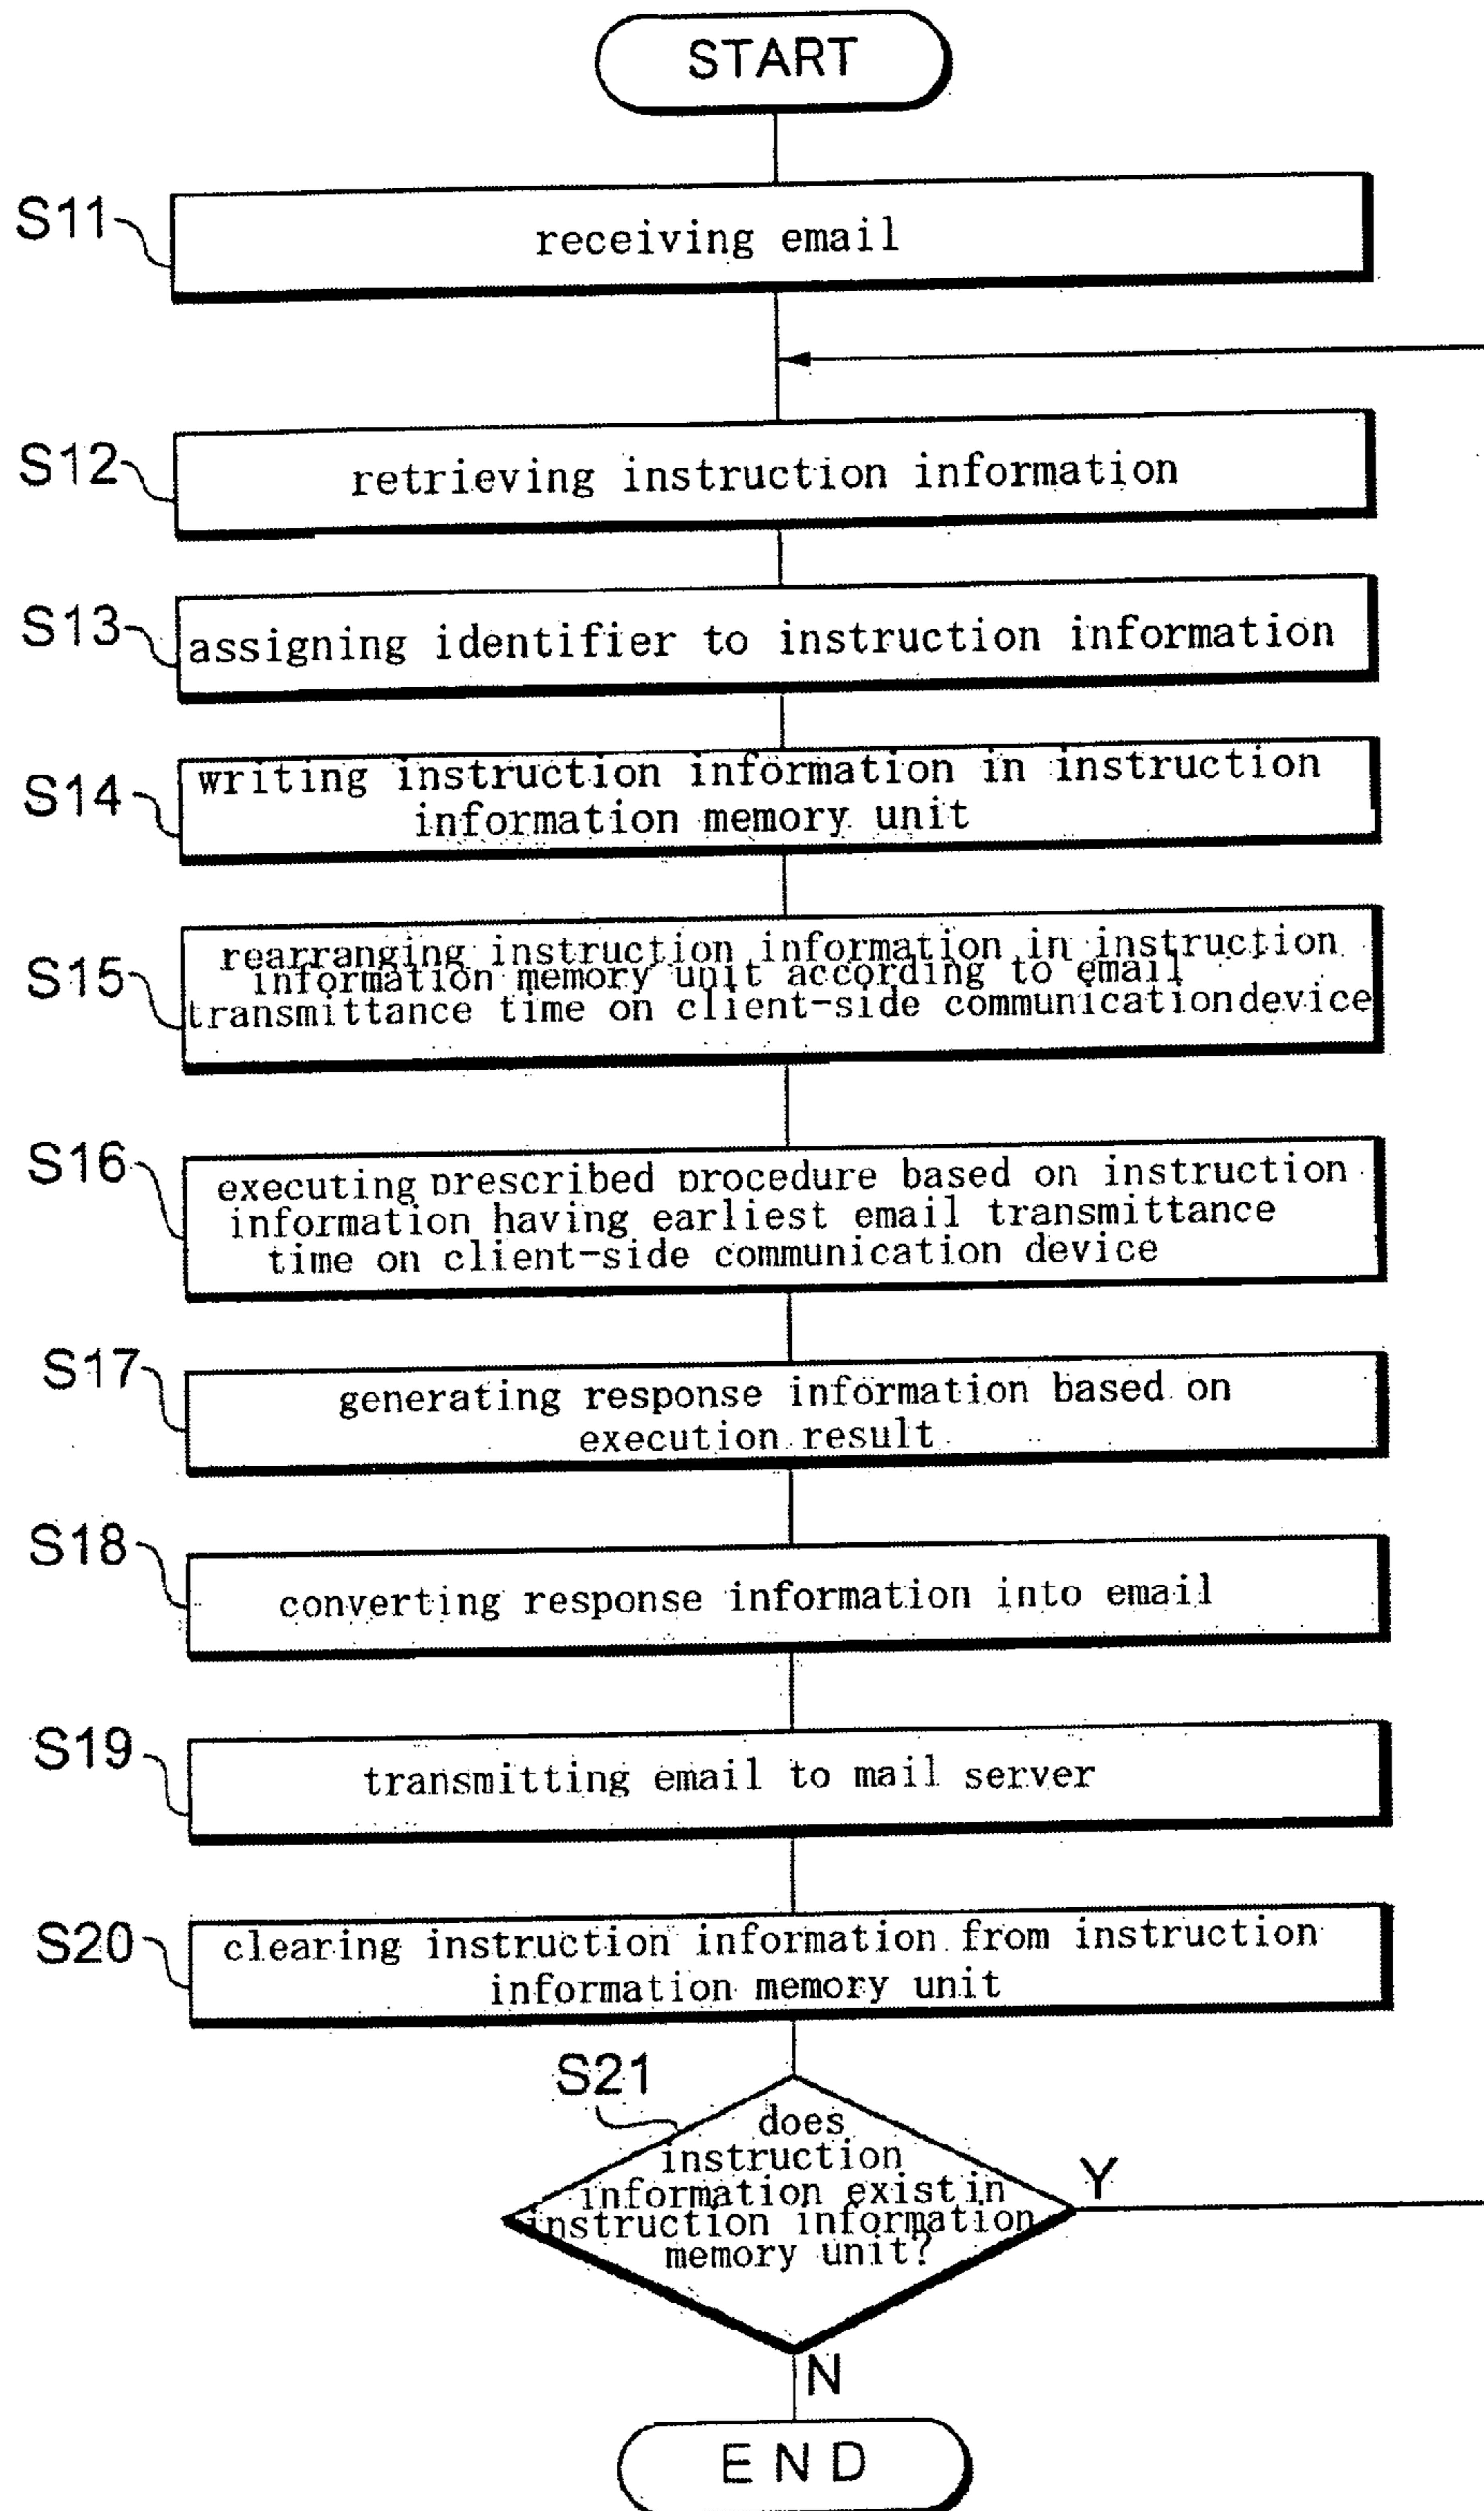 START
S11
receiving email
S12
retrieving instruction information
S13
assigning identifier to instruction information
S14
writing instruction information in instruction
information memory unit
S15
rearranging instruction information in instruction
information memory unit according to email
transmittance time on client-side communication device
S16
executing prescribed procedure based on instruction
information having earliest email transmittance
time on client-side communication device
S17
generating response information based on
execution result
S18
converting response information into email
S19
transmitting email to mail server
S20
clearing instruction information from instruction
information memory unit
S21
does
instruction
information exist in
instruction information
memory unit?
Y
N
END